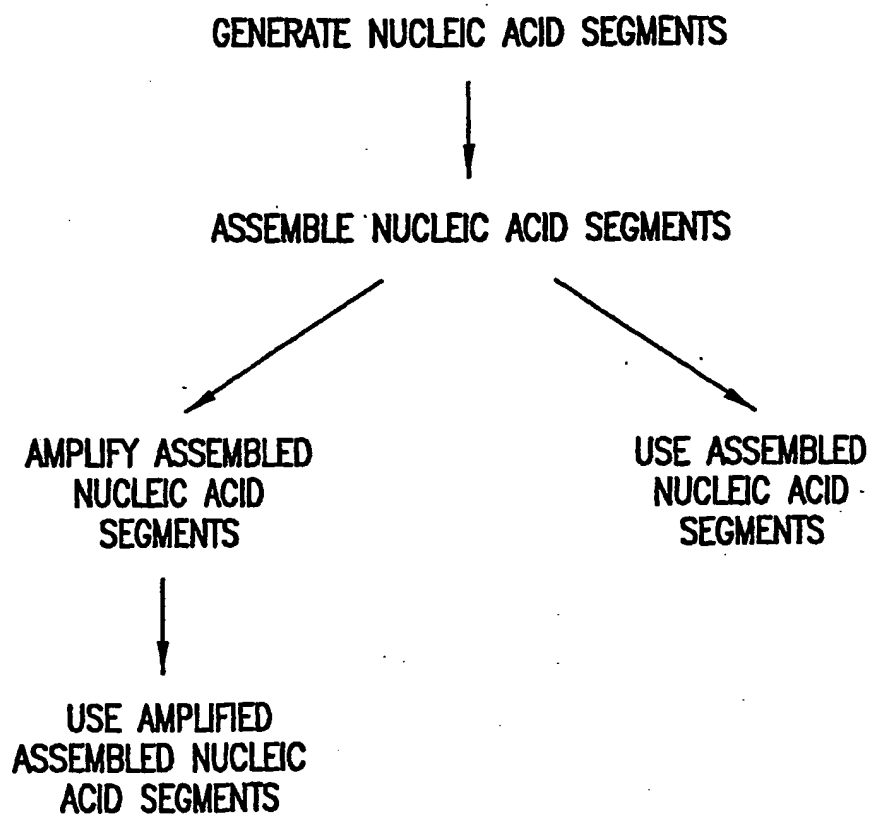 GENERATE NUCLEIC ACID SEGMENTS
ASSEMBLE NUCLEIC ACID SEGMENTS
AMPLIFY ASSEMBLED
NUCLEIC ACID
SEGMENTS
USE ASSEMBLED
NUCLEIC ACID
SEGMENTS
USE AMPLIFIED
ASSEMBLED NUCLEIC
ACID SEGMENTS